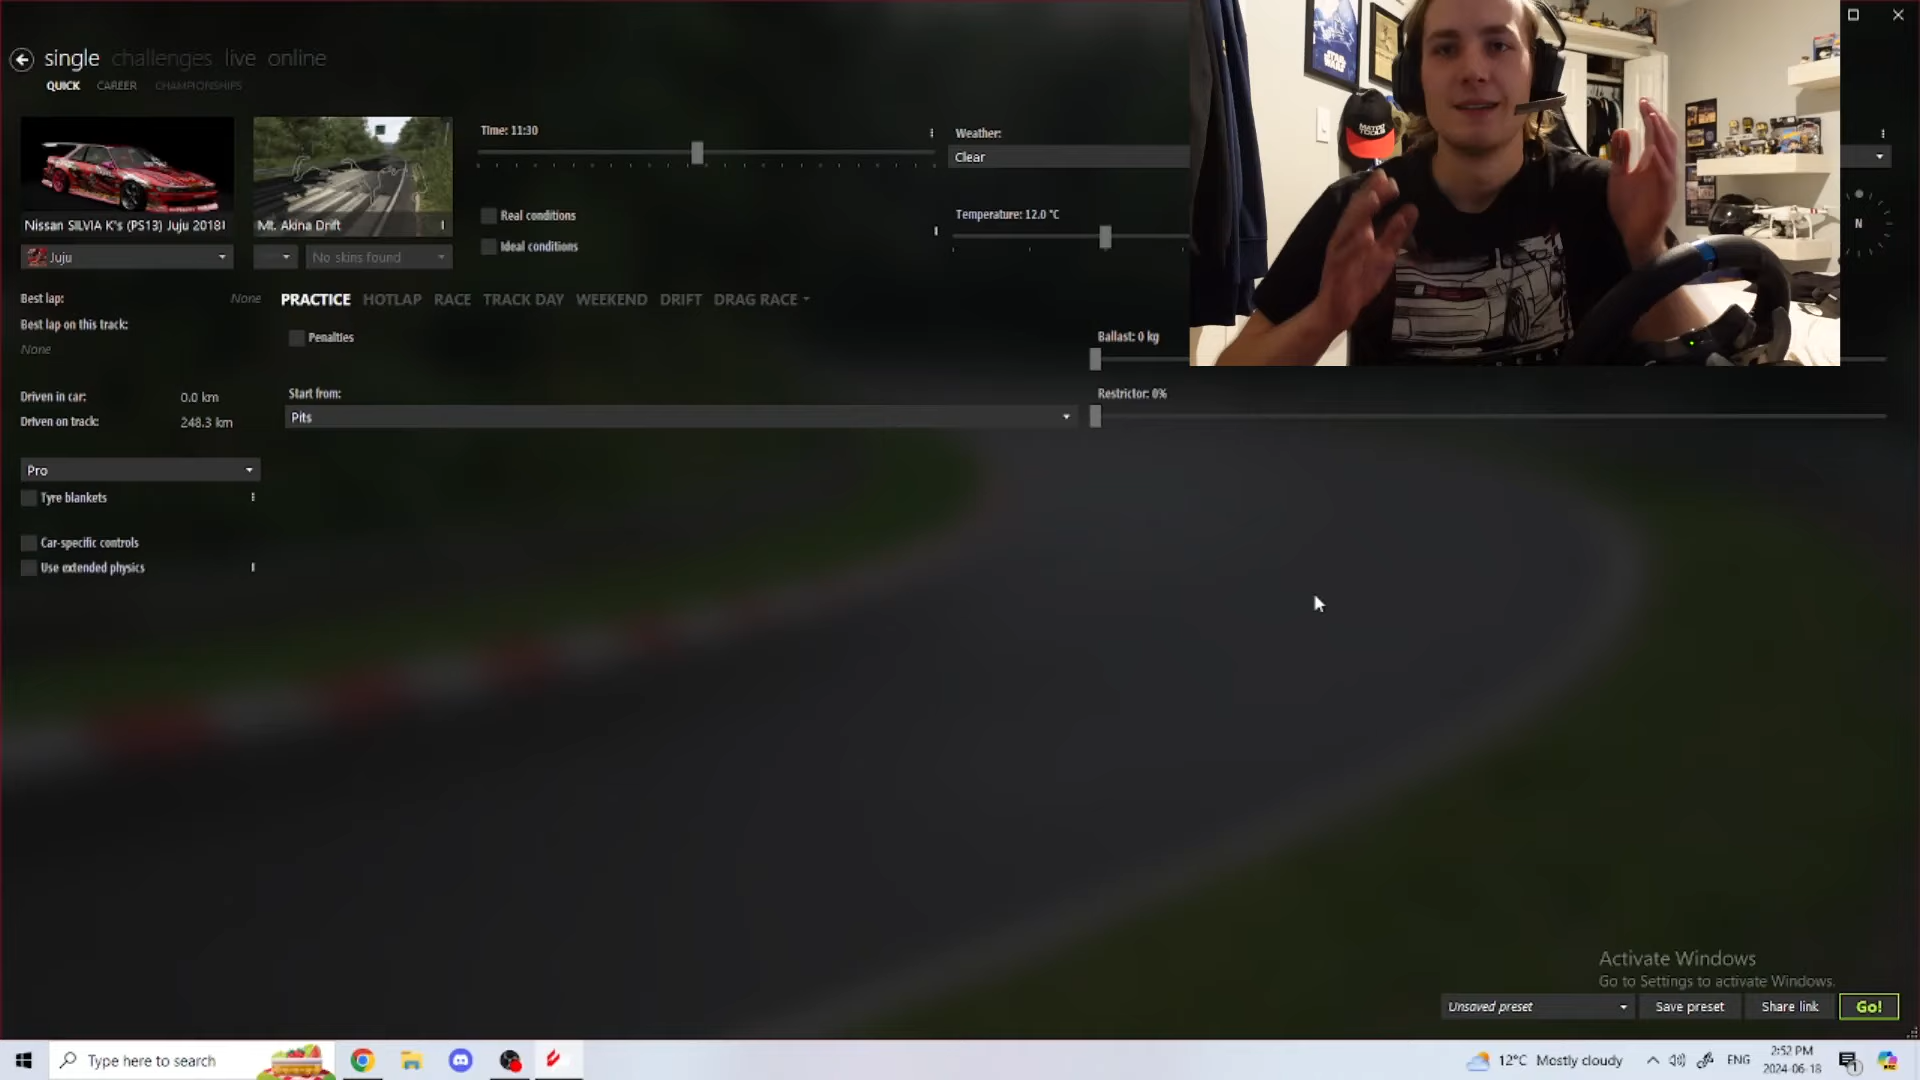 single challenges live online
QUICK CAREER CHAMPIONSHIPS
STAR WARS
MATCO TOOLS
Time: 11:30
Weather:
Clear
Nissan SILVIA K's (PS13) Juju 2018
Mt. Akina Drift
Real conditions
Temperature: 12.0 °C
N
Ideal conditions
Juju
No skins found
Best lap: None
PRACTICE HOTLAP RACE TRACK DAY WEEKEND DRIFT DRAG RACE
Best lap on this track:
None
Penalties
Ballast: 0 kg
Driven in car: 0.0 km
Start from:
Restrictor: 0%
Driven on track: 248.3 km
Pits
Pro
Tyre blankets
Car-specific controls
Use extended physics
Activate Windows
Go to Settings to activate Windows.
Unsaved preset Save preset Share link Go!
Type here to search
12°C Mostly cloudy
ENG
2:52 PM
2024-06-18
1